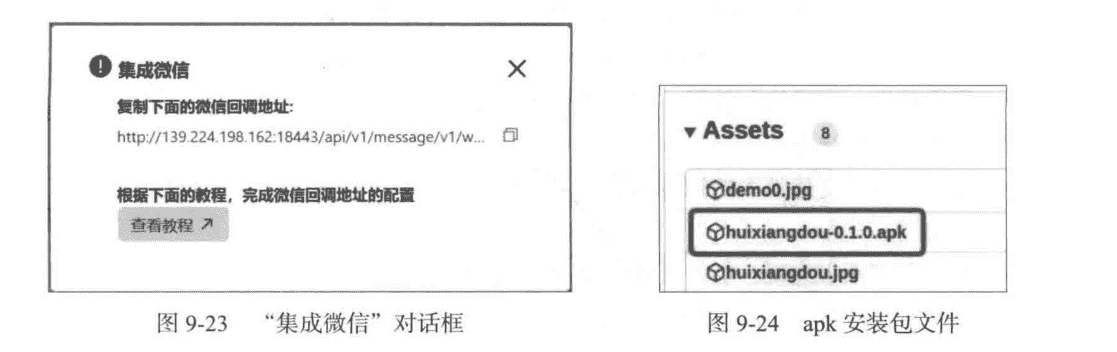 集成微信
复制下面的微信回调地址:
http://139.224.198.162:18443/api/v1/message/v1/w...
根据下面的教程，完成微信回调地址的配置
查看教程
图 9-23 “集成微信”对话框
Assets 8
demo0.jpg
huixiangdou-0.1.0.apk
huixiangdou.jpg
图 9-24 apk 安装包文件